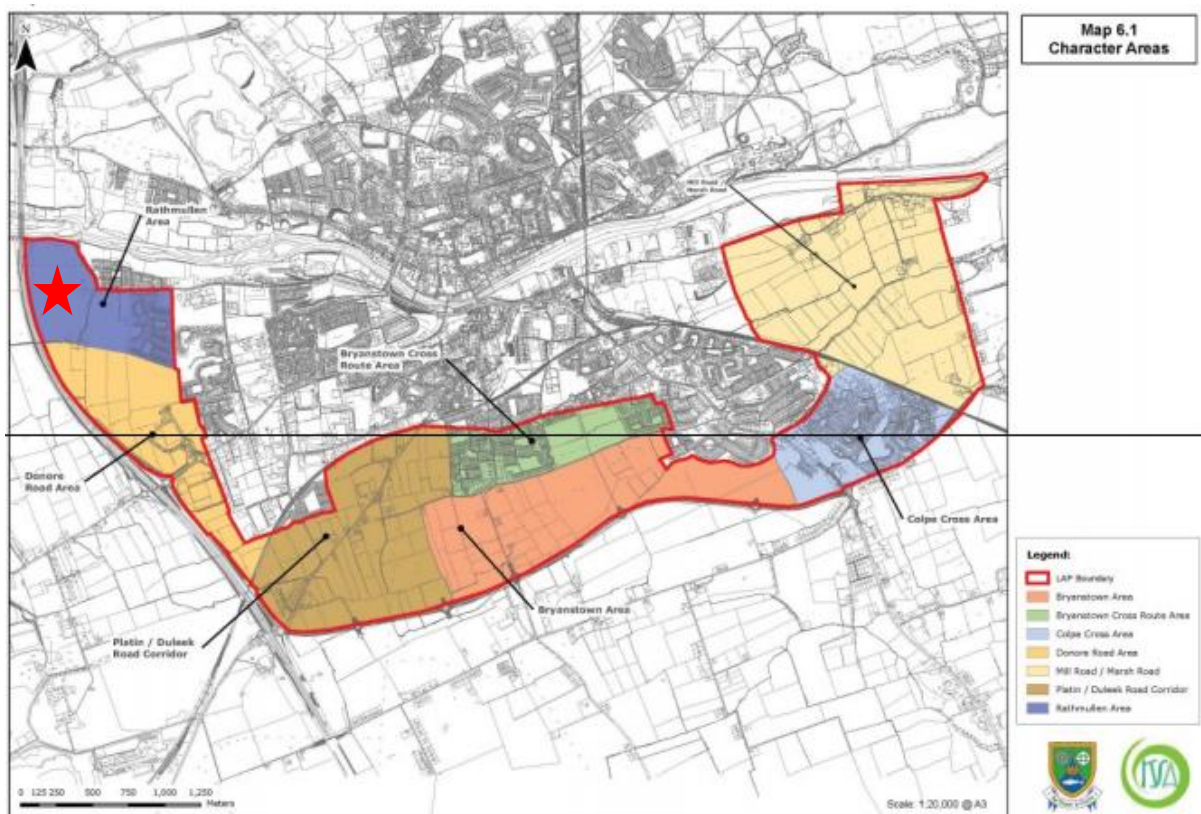 Map 6.1
Character Areas
N
Mill Road /
Marsh Road
Rathmullen
Area
Bryanstown Cross
Route Area
Donore
Road Area
Colpe Cross Area
Bryanstown Area
Platin / Duleek
Road Corridor
Legend:
LAP Boundary
Bryanstown Area
Bryanstown Cross Route Area
Colpe Cross Area
Donore Road Area
Mill Road / Marsh Road
Platin / Duleek Road Corridor
Rathmullen Area
0 125 250 500 750 1,000 1,250
Meters
Scale: 1:20,000 @ A3